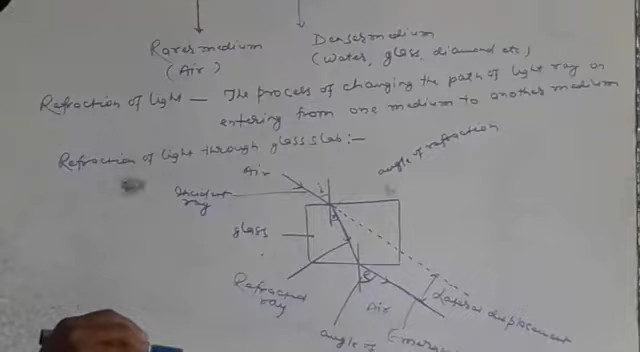 Rarer medium
(Air)
Denser medium
(Water, glass, diamond etc)
Refraction of light — The process of changing the path of light ray on
entering from one medium to another medium
Refraction of light through glass slab:—
Air
angle of refraction
Incident
ray
i
r
glass
Refracted
ray
e
Air
Lateral displacement
angle of